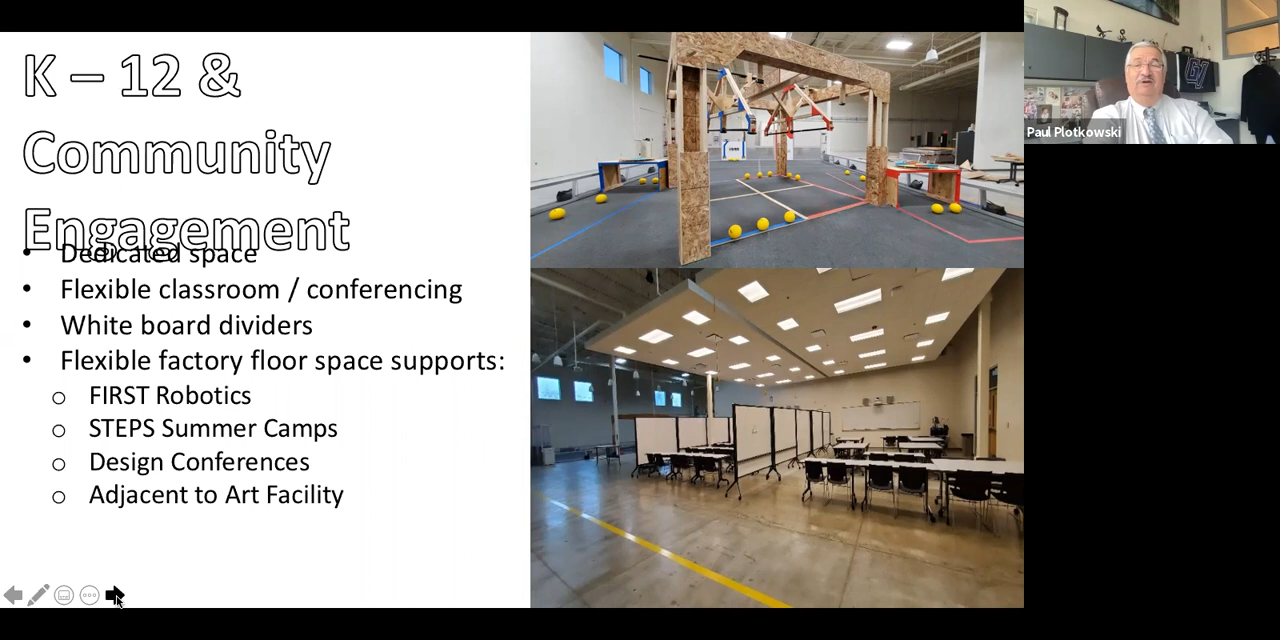 K – 12 &
Community
Engagement
• Dedicated space
• Flexible classroom / conferencing
• White board dividers
• Flexible factory floor space supports:
o FIRST Robotics
o STEPS Summer Camps
o Design Conferences
o Adjacent to Art Facility
Paul Plotkowski